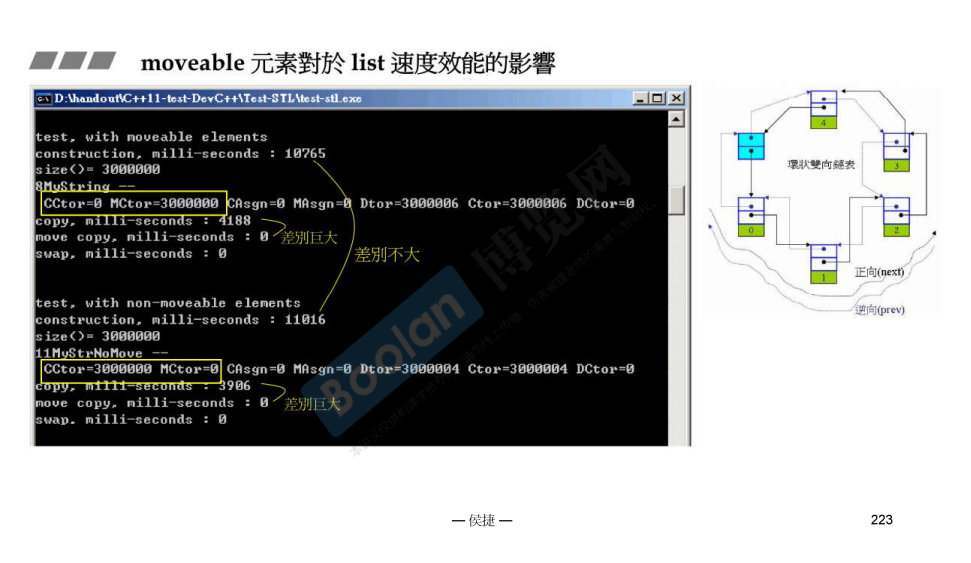 moveable 元素對於 list 速度效能的影響
D:\handout\C++11-test-DevC++\Test-STL\test-stl.exe
test, with moveable elements
construction, milli-seconds : 10765
size()= 3000000
8MyString --
CCtor=0 MCtor=3000000 CAsgn=0 MAsgn=0 Dtor=3000006 Ctor=3000006 DCtor=0
copy, milli-seconds : 4188
move copy, milli-seconds : 0
差別巨大
swap, milli-seconds : 0
差別不大
test, with non-moveable elements
construction, milli-seconds : 11016
size()= 3000000
11MyStrNoMove --
CCtor=3000000 MCtor=0 CAsgn=0 MAsgn=0 Dtor=3000004 Ctor=3000004 DCtor=0
copy, milli-seconds : 3906
move copy, milli-seconds : 0
差別巨大
swap, milli-seconds : 0
4
環狀雙向鏈表
3
0
2
1
正向(next)
逆向(prev)
Boolan 博览网
— 侯捷 —
223